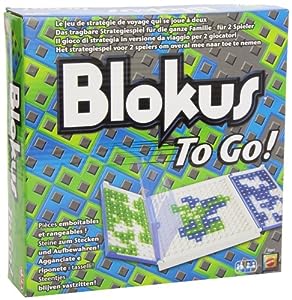 Le jeu de stratégie de voyage qui se joue à deux
Das tragbare Strategiespiel für die ganze Familie - für 2 Spieler
Il gioco di strategia in versione da viaggio per 2 giocatori
Het strategiespel voor 2 spelers om overal mee naar toe te nemen
Blokus
To Go!
Pièces emboitables
et rangeables !
Steine zum Stecken
und Aufbewahren!
Agganciate e
riponete i tasselli!
Steentjes
blijven vastzitten!